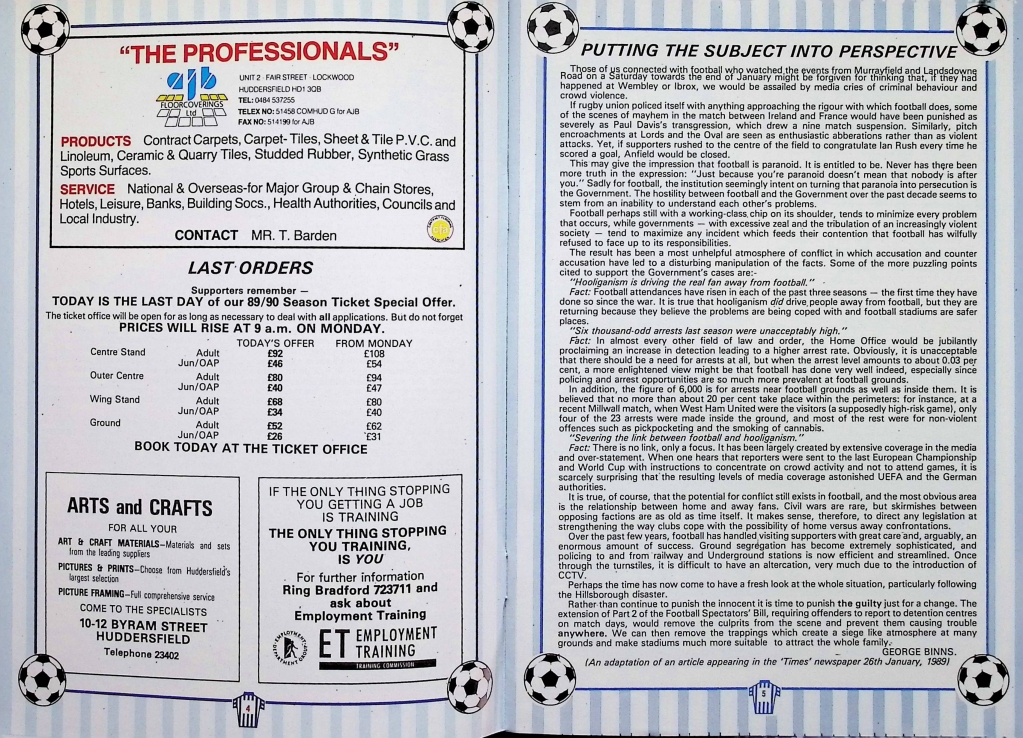 "THE PROFESSIONALS"
ajb
FLOORCOVERINGS
Ltd
UNIT 2 · FAIR STREET · LOCKWOOD
HUDDERSFIELD HD1 3QB
TEL: 0484 537255
TELEX NO: 51458 COMHUD G for AJB
FAX NO: 514199 for AJB
PRODUCTS Contract Carpets, Carpet- Tiles, Sheet & Tile P.V.C. and
Linoleum, Ceramic & Quarry Tiles, Studded Rubber, Synthetic Grass
Sports Surfaces.
SERVICE National & Overseas-for Major Group & Chain Stores,
Hotels, Leisure, Banks, Building Socs., Health Authorities, Councils and
Local Industry.
CONTACT MR. T. Barden
cfa
LAST ORDERS
Supporters remember —
TODAY IS THE LAST DAY of our 89/90 Season Ticket Special Offer.
The ticket office will be open for as long as necessary to deal with all applications. But do not forget
PRICES WILL RISE AT 9 a.m. ON MONDAY.
TODAY'S OFFER FROM MONDAY
Centre Stand Adult £92 £108
Jun/OAP £46 £54
Outer Centre Adult £80 £94
Jun/OAP £40 £47
Wing Stand Adult £68 £80
Jun/OAP £34 £40
Ground Adult £52 £62
Jun/OAP £26 £31
BOOK TODAY AT THE TICKET OFFICE
ARTS and CRAFTS
FOR ALL YOUR
ART & CRAFT MATERIALS—Materials and sets
from the leading suppliers
PICTURES & PRINTS—Choose from Huddersfield's
largest selection
PICTURE FRAMING—Full comprehensive service
COME TO THE SPECIALISTS
10-12 BYRAM STREET
HUDDERSFIELD
Telephone 23402
IF THE ONLY THING STOPPING
YOU GETTING A JOB
IS TRAINING
THE ONLY THING STOPPING
YOU TRAINING,
IS YOU
For further information
Ring Bradford 723711 and
ask about
Employment Training
EMPLOYMENT
DEPARTMENT GROUP
ET EMPLOYMENT
TRAINING
TRAINING COMMISSION
4
PUTTING THE SUBJECT INTO PERSPECTIVE
Those of us connected with football who watched the events from Murrayfield and Landsdowne
Road on a Saturday towards the end of January might be forgiven for thinking that, if they had
happened at Wembley or Ibrox, we would be assailed by media cries of criminal behaviour and
crowd violence.
If rugby union policed itself with anything approaching the rigour with which football does, some
of the scenes of mayhem in the match between Ireland and France would have been punished as
severely as Paul Davis's transgression, which drew a nine match suspension. Similarly, pitch
encroachments at Lords and the Oval are seen as enthusiastic abberations rather than as violent
attacks. Yet, if supporters rushed to the centre of the field to congratulate Ian Rush every time he
scored a goal, Anfield would be closed.
This may give the impression that football is paranoid. It is entitled to be. Never has there been
more truth in the expression: "Just because you're paranoid doesn't mean that nobody is after
you." Sadly for football, the institution seemingly intent on turning that paranoia into persecution is
the Government. The hostility between football and the Government over the past decade seems to
stem from an inability to understand each other's problems.
Football perhaps still with a working-class chip on its shoulder, tends to minimize every problem
that occurs, while governments — with excessive zeal and the tribulation of an increasingly violent
society — tend to maximize any incident which feeds their contention that football has wilfully
refused to face up to its responsibilities.
The result has been a most unhelpful atmosphere of conflict in which accusation and counter
accusation have led to a disturbing manipulation of the facts. Some of the more puzzling points
cited to support the Government's cases are:-
"Hooliganism is driving the real fan away from football."
Fact: Football attendances have risen in each of the past three seasons — the first time they have
done so since the war. It is true that hooliganism did drive people away from football, but they are
returning because they believe the problems are being coped with and football stadiums are safer
places.
"Six thousand-odd arrests last season were unacceptably high."
Fact: In almost every other field of law and order, the Home Office would be jubilantly
proclaiming an increase in detection leading to a higher arrest rate. Obviously, it is unacceptable
that there should be a need for arrests at all, but when the arrest level amounts to about 0.03 per
cent, a more enlightened view might be that football has done very well indeed, especially since
policing and arrest opportunities are so much more prevalent at football grounds.
In addition, the figure of 6,000 is for arrests near football grounds as well as inside them. It is
believed that no more than about 20 per cent take place within the perimeters: for instance, at a
recent Millwall match, when West Ham United were the visitors (a supposedly high-risk game), only
four of the 23 arrests were made inside the ground, and most of the rest were for non-violent
offences such as pickpocketing and the smoking of cannabis.
"Severing the link between football and hooliganism."
Fact: There is no link, only a focus. It has been largely created by extensive coverage in the media
and over-statement. When one hears that reporters were sent to the last European Championship
and World Cup with instructions to concentrate on crowd activity and not to attend games, it is
scarcely surprising that the resulting levels of media coverage astonished UEFA and the German
authorities.
It is true, of course, that the potential for conflict still exists in football, and the most obvious area
is the relationship between home and away fans. Civil wars are rare, but skirmishes between
opposing factions are as old as time itself. It makes sense, therefore, to direct any legislation at
strengthening the way clubs cope with the possibility of home versus away confrontations.
Over the past few years, football has handled visiting supporters with great care and, arguably, an
enormous amount of success. Ground segregation has become extremely sophisticated, and
policing to and from railway and Underground stations is now efficient and streamlined. Once
through the turnstiles, it is difficult to have an altercation, very much due to the introduction of
CCTV.
Perhaps the time has now come to have a fresh look at the whole situation, particularly following
the Hillsborough disaster.
Rather than continue to punish the innocent it is time to punish the guilty just for a change. The
extension of Part 2 of the Football Spectators' Bill, requiring offenders to report to detention centres
on match days, would remove the culprits from the scene and prevent them causing trouble
anywhere. We can then remove the trappings which create a siege like atmosphere at many
grounds and make stadiums much more suitable to attract the whole family.
GEORGE BINNS.
(An adaptation of an article appearing in the 'Times' newspaper 26th January, 1989)
5